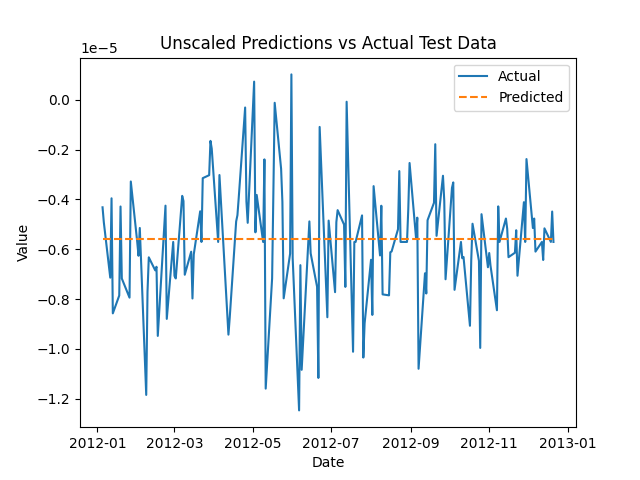 Unscaled Predictions vs Actual Test Data
1e−5
Actual
Predicted
0.0
−0.2
−0.4
−0.6
−0.8
−1.0
−1.2
Value
2012-01 2012-03 2012-05 2012-07 2012-09 2012-11 2013-01
Date